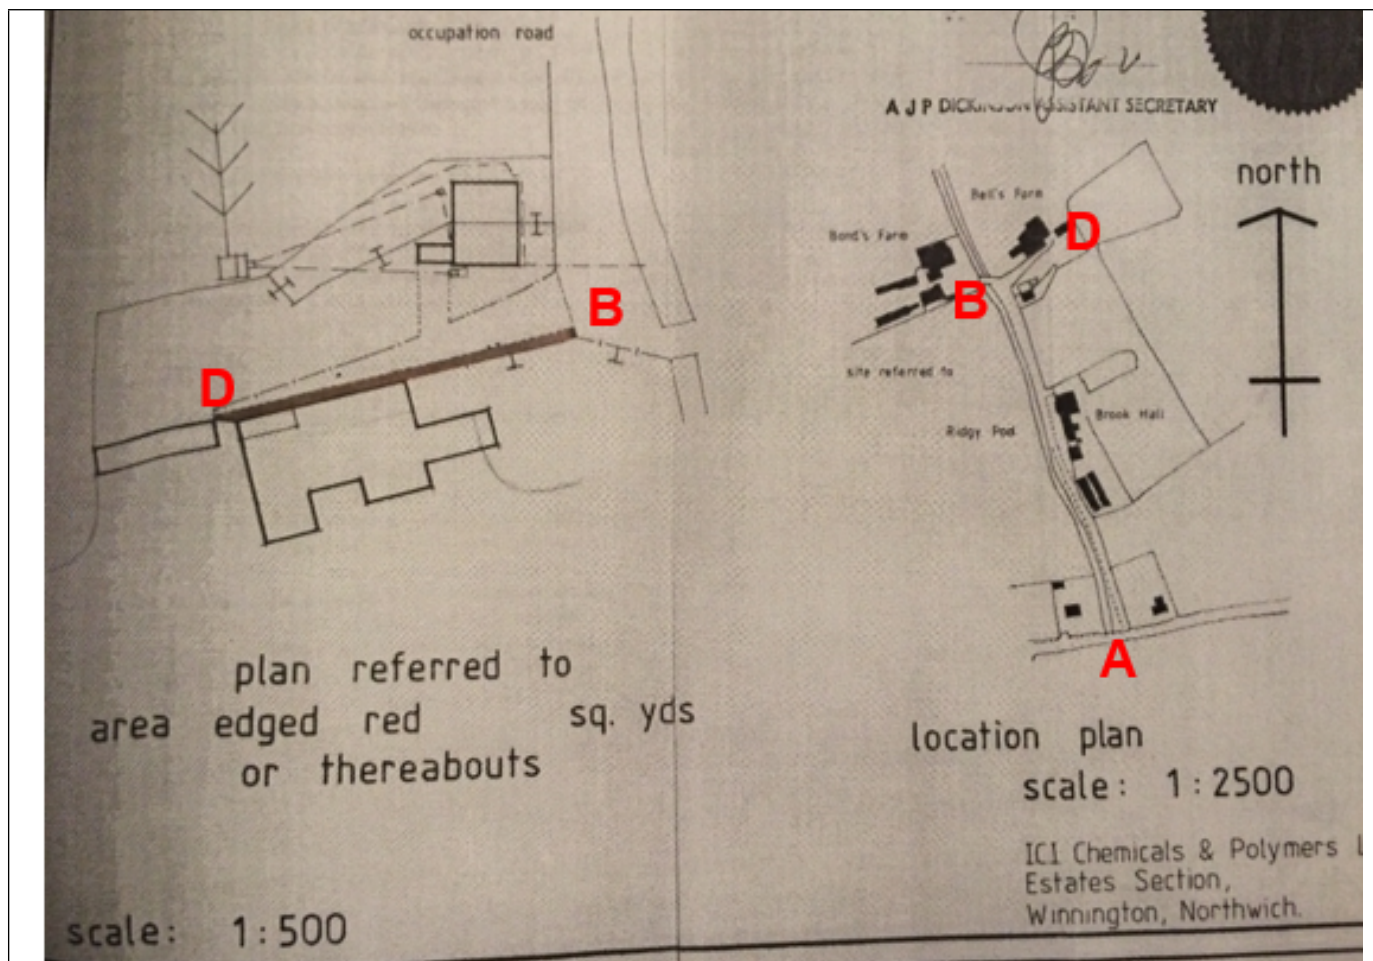 occupation road
B
D
plan referred to
area edged red sq. yds
or thereabouts
scale: 1:500
A J P DICKINSON ASSISTANT SECRETARY
north
Bell's Farm
D
Bond's Farm
B
site referred to
Brook Hall
Ridgy Pool
A
location plan
scale: 1:2500
ICI Chemicals & Polymers L
Estates Section,
Winnington, Northwich.